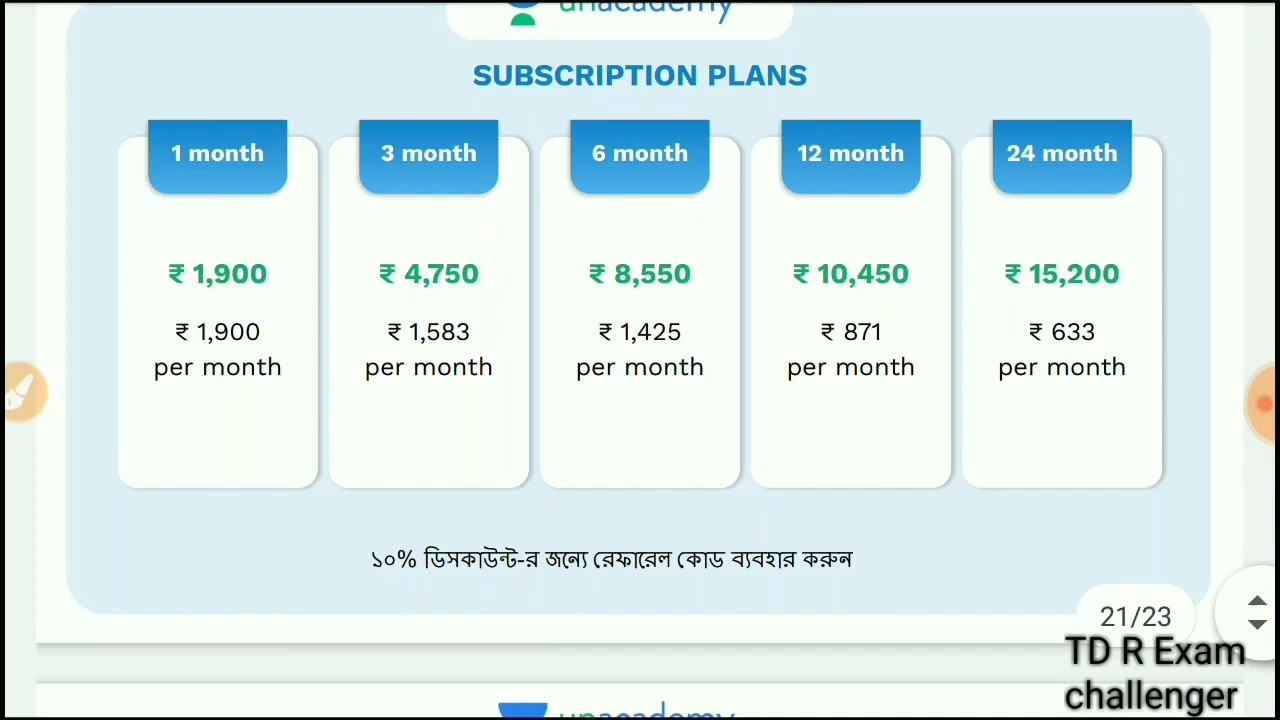 unacademy
SUBSCRIPTION PLANS
1 month
3 month
6 month
12 month
24 month
₹ 1,900
₹ 4,750
₹ 8,550
₹ 10,450
₹ 15,200
₹ 1,900
per month
₹ 1,583
per month
₹ 1,425
per month
₹ 871
per month
₹ 633
per month
১০% ডিসকাউন্ট-র জন্যে রেফারেল কোড ব্যবহার করুন
21/23
TD R Exam
challenger
unacademy